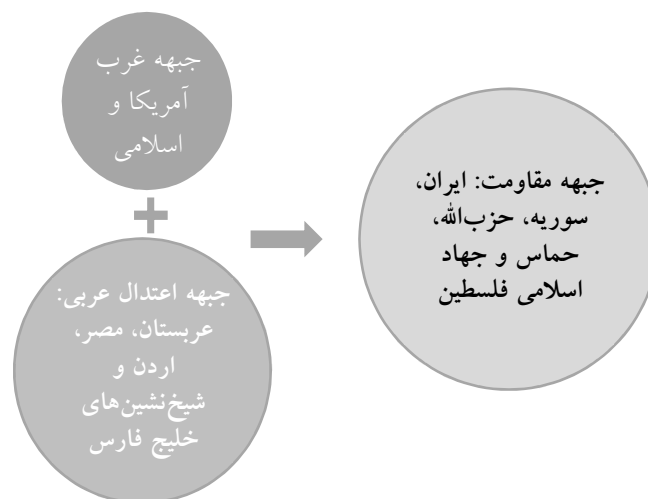 جبهه غرب
آمریکا و
اسلامی
+
جبهه اعتدال عربی:
عربستان، مصر،
اردن و
شیخ‌نشین‌های
خلیج فارس
جبهه مقاومت: ایران،
سوریه، حزب‌الله،
حماس و جهاد
اسلامی فلسطین